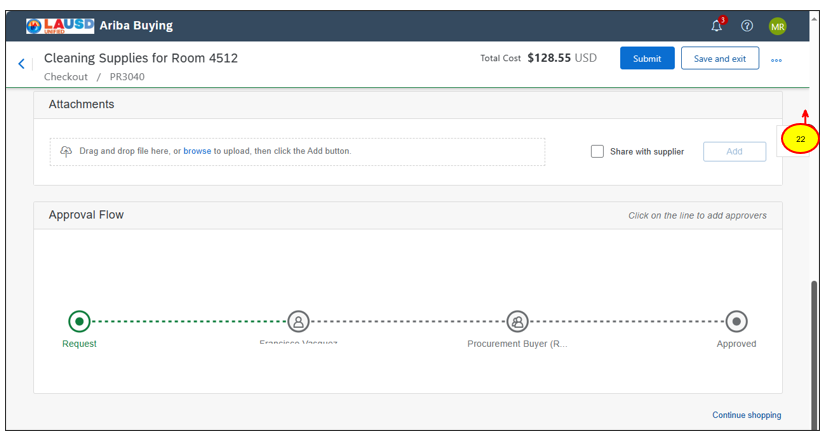 LAUSD Ariba Buying 3 MR
UNIFIED
Cleaning Supplies for Room 4512 Total Cost $128.55 USD Submit Save and exit
Checkout / PR3040
Attachments
Drag and drop file here, or browse to upload, then click the Add button. Share with supplier Add
22
Approval Flow Click on the line to add approvers
Request Francisco Vasquez Procurement Buyer (R... Approved
Continue shopping